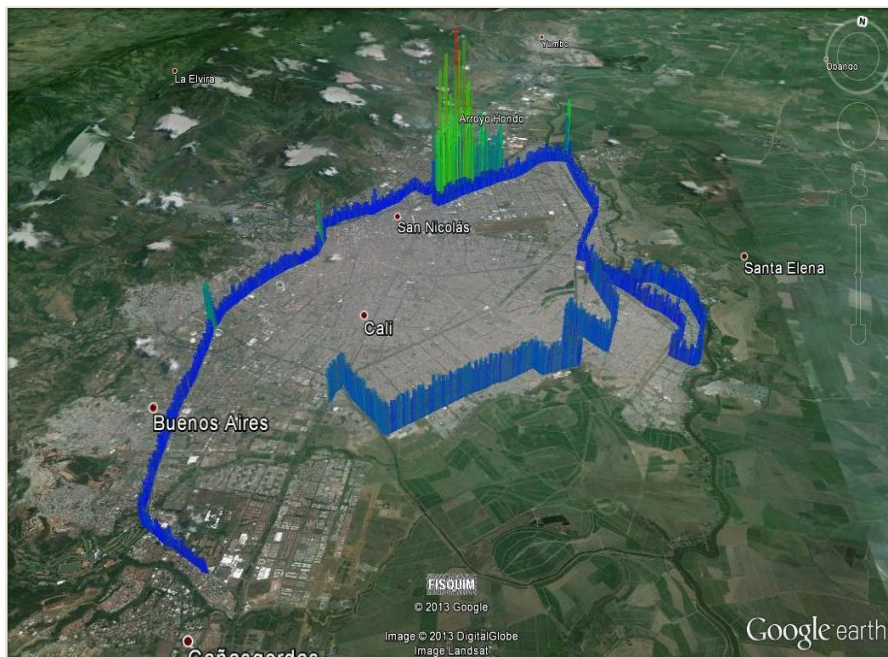 N
Yumbo
La Elvira
Obando
Arroyo Hondo
San Nicolás
Santa Elena
Cali
Buenos Aires
FISQUIM
© 2013 Google
Image © 2013 DigitalGlobe
Image Landsat
Google earth
Cañasgordas